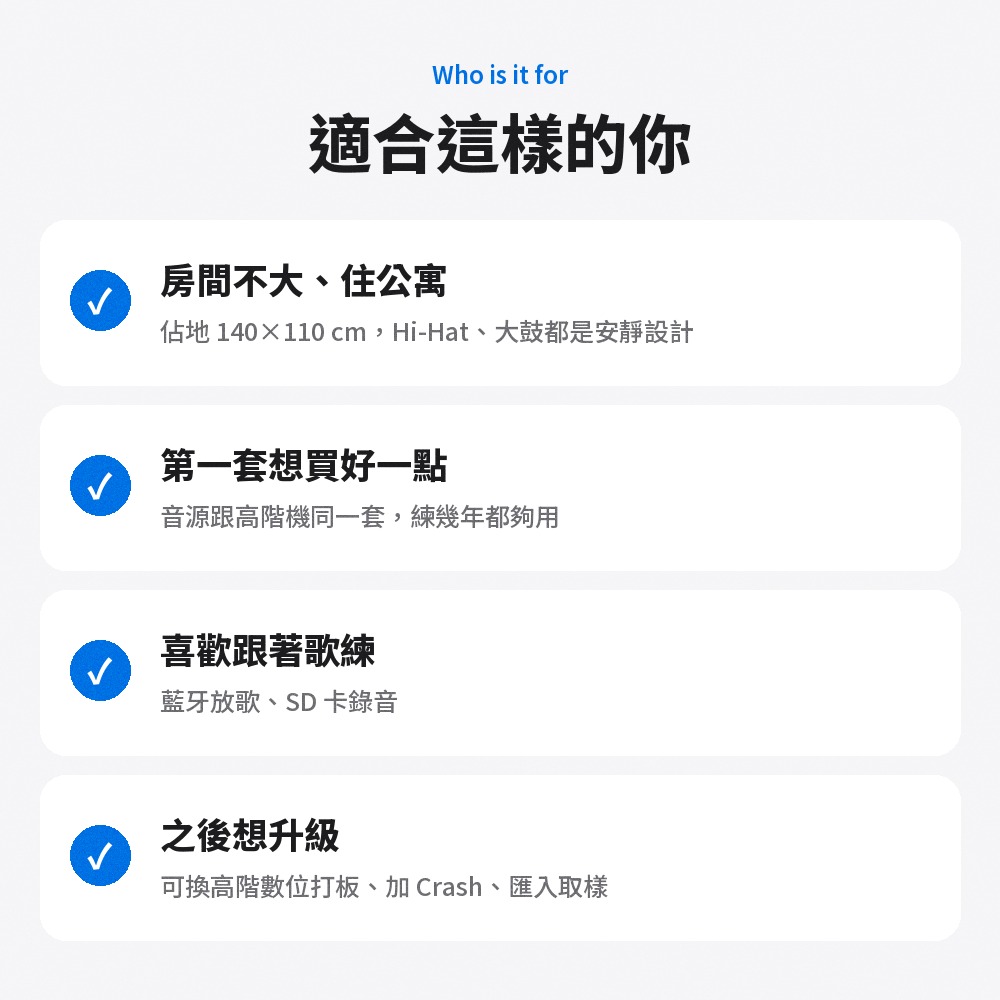 Who is it for
適合這樣的你
房間不大、住公寓
佔地 140×110 cm，Hi-Hat、大鼓都是安靜設計
第一套想買好一點
音源跟高階機同一套，練幾年都夠用
喜歡跟著歌練
藍牙放歌、SD 卡錄音
之後想升級
可換高階數位打板、加 Crash、匯入取樣